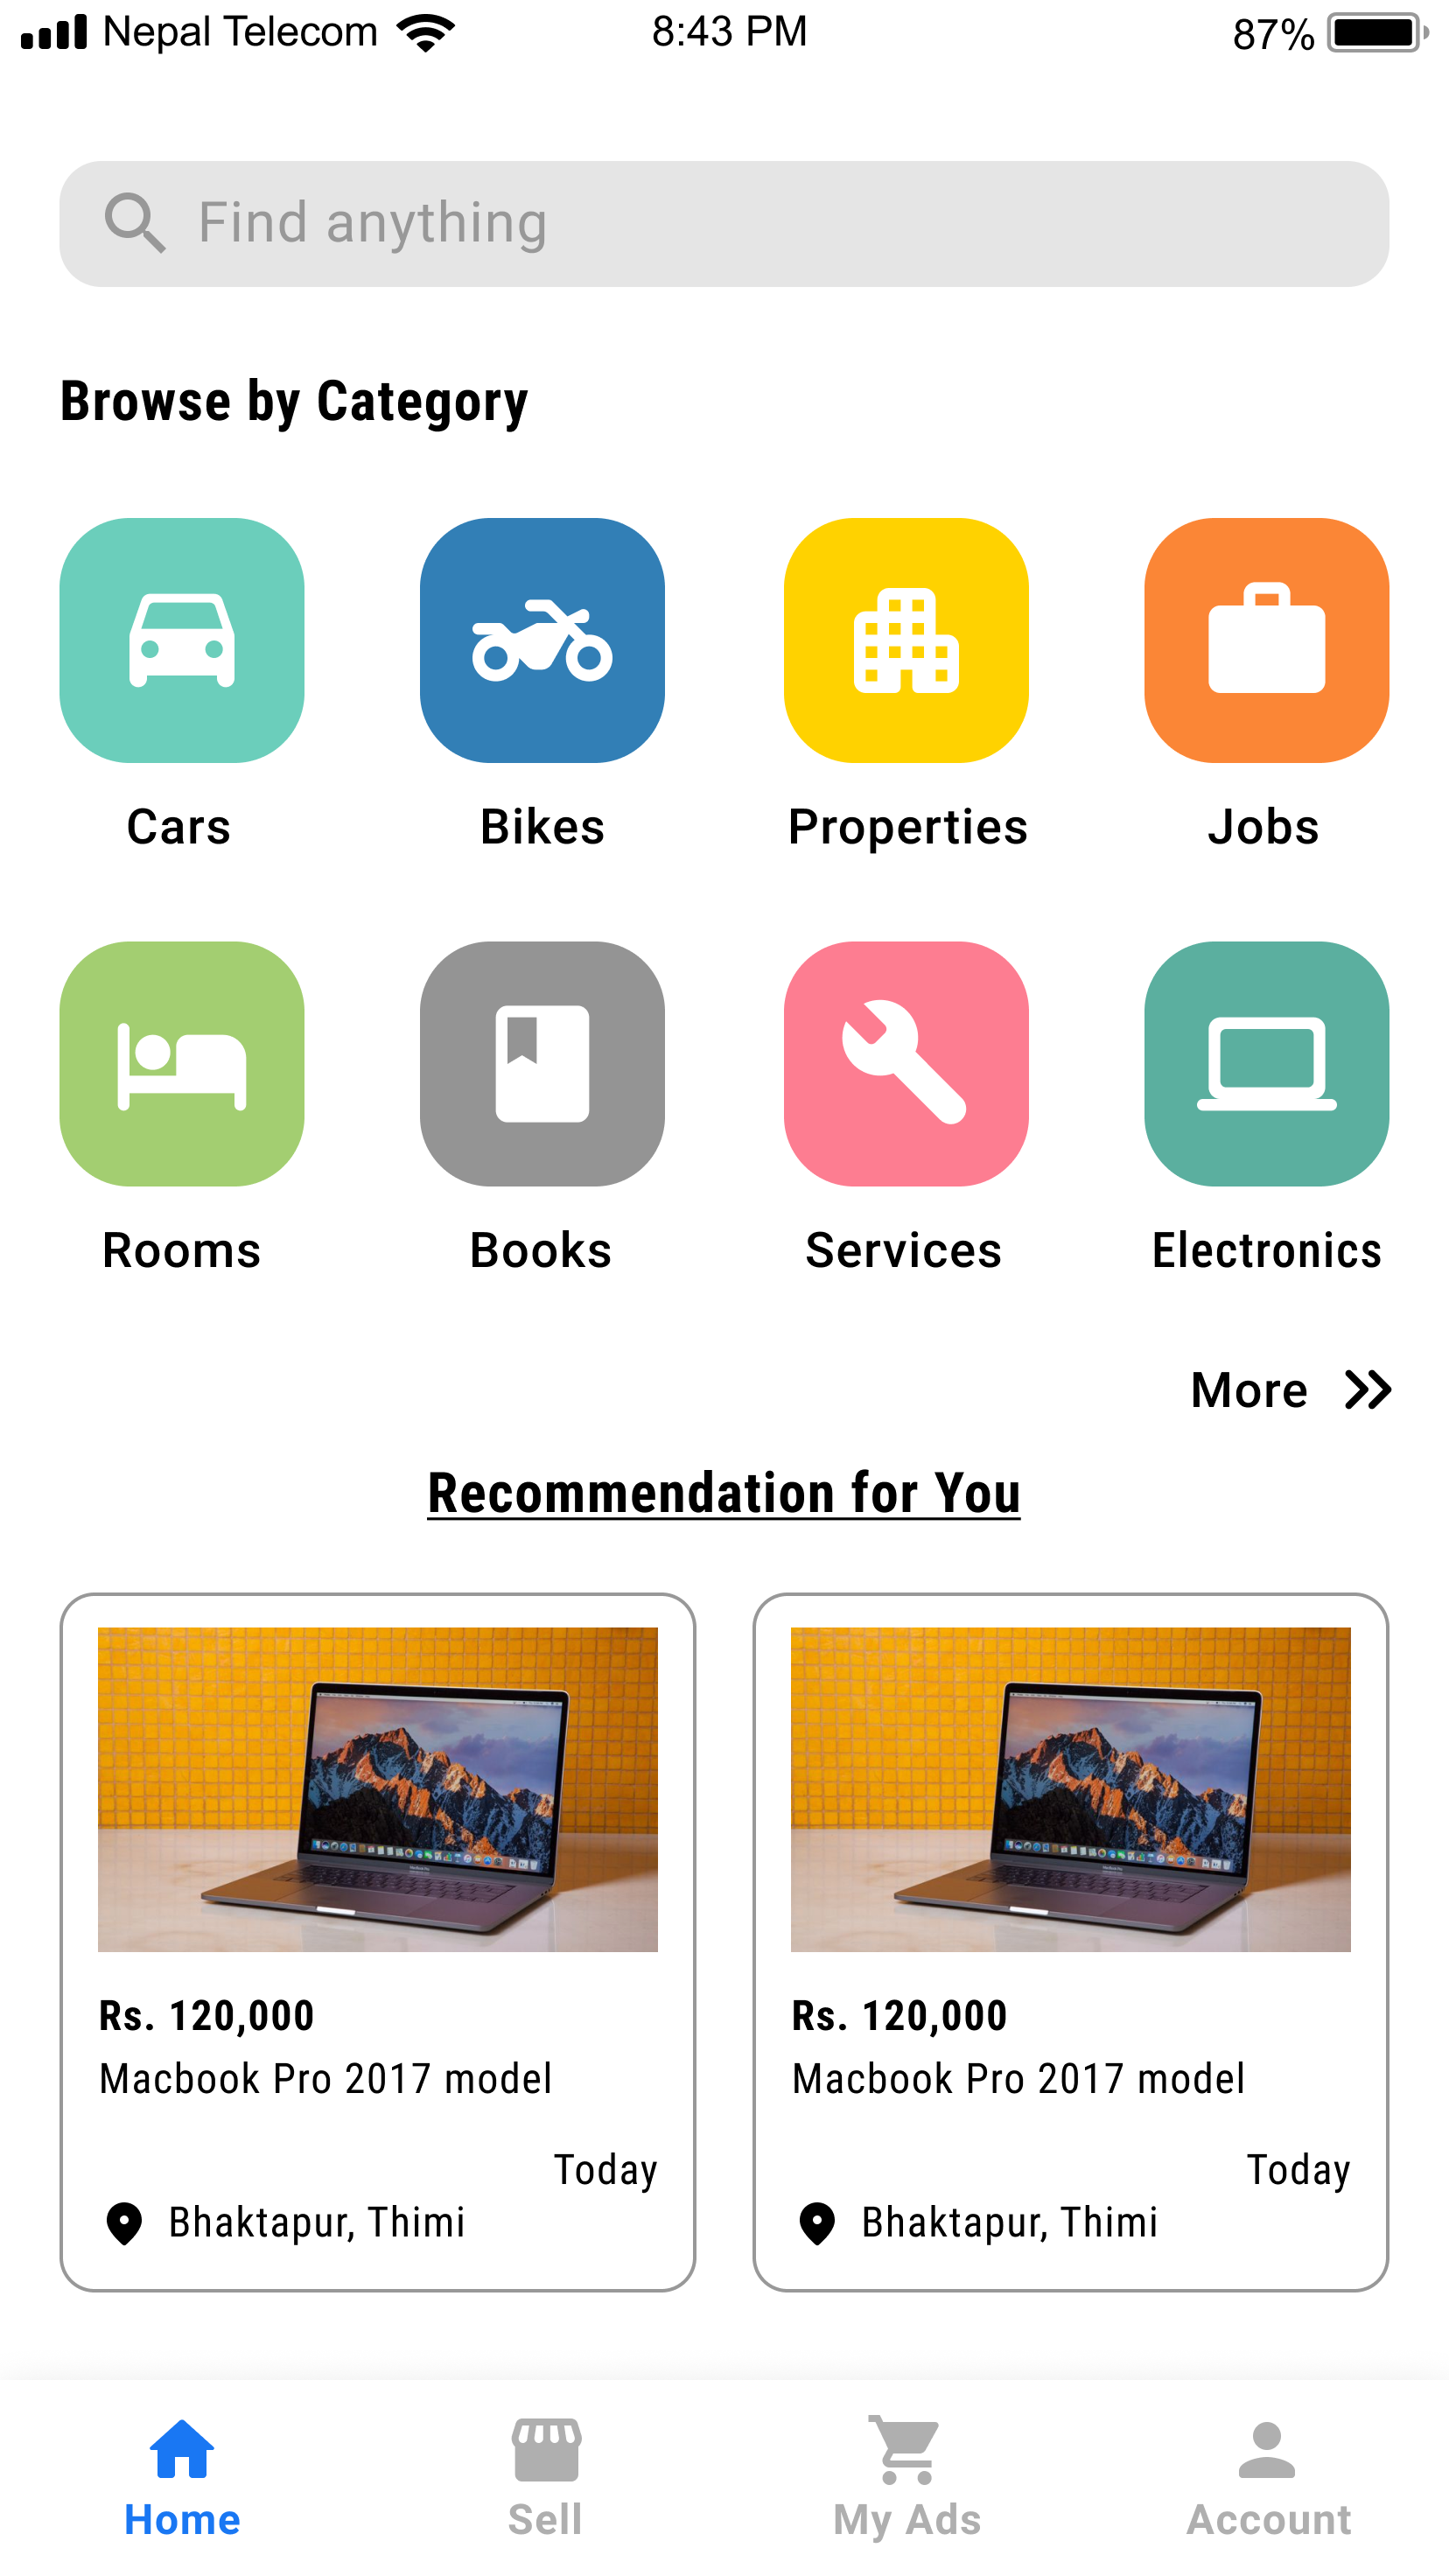 Nepal Telecom 8:43 PM 87%
Find anything
Browse by Category
Cars Bikes Properties Jobs
Rooms Books Services Electronics
More
Recommendation for You
Rs. 120,000 Rs. 120,000
Macbook Pro 2017 model Macbook Pro 2017 model
Today Today
Bhaktapur, Thimi Bhaktapur, Thimi
Home Sell My Ads Account